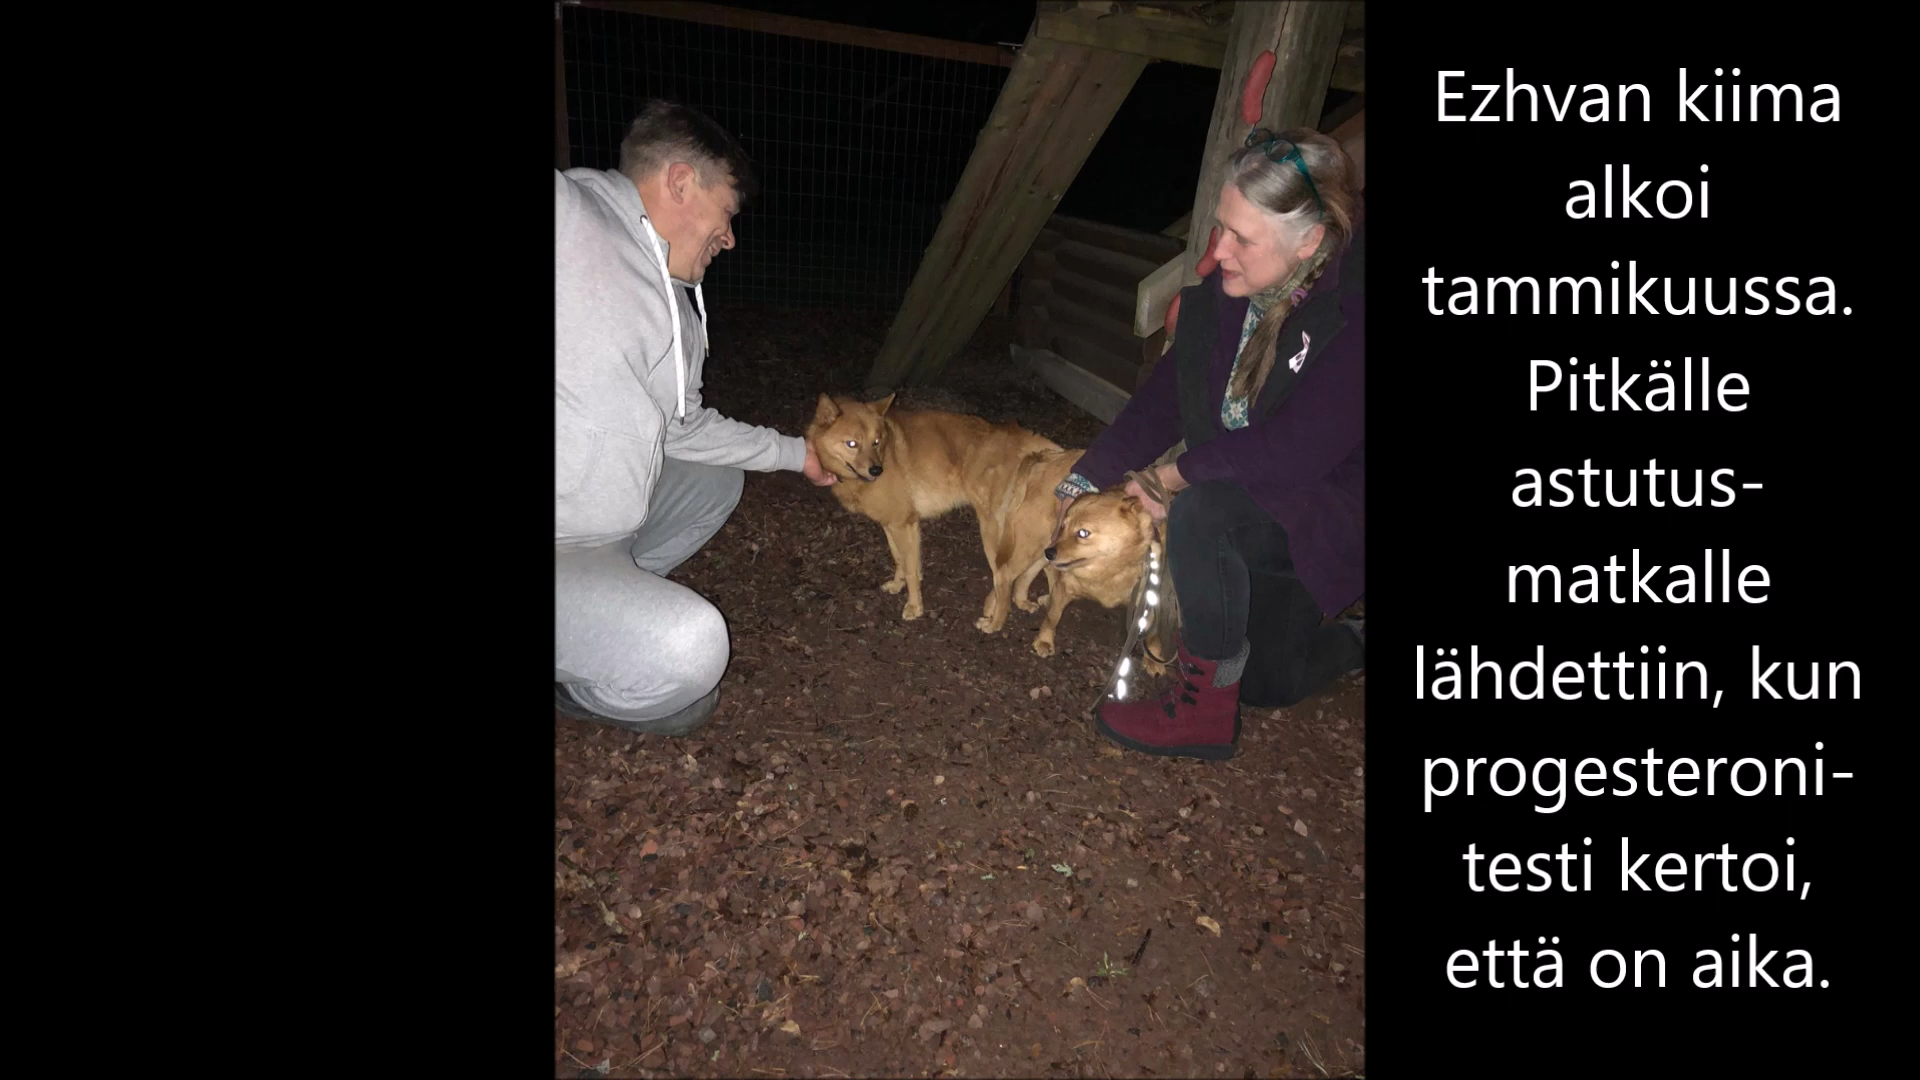 Ezhvan kiima
alkoi
tammikuussa.
Pitkälle
astutus-
matkalle
lähdettiin, kun
progesteroni-
testi kertoi,
että on aika.